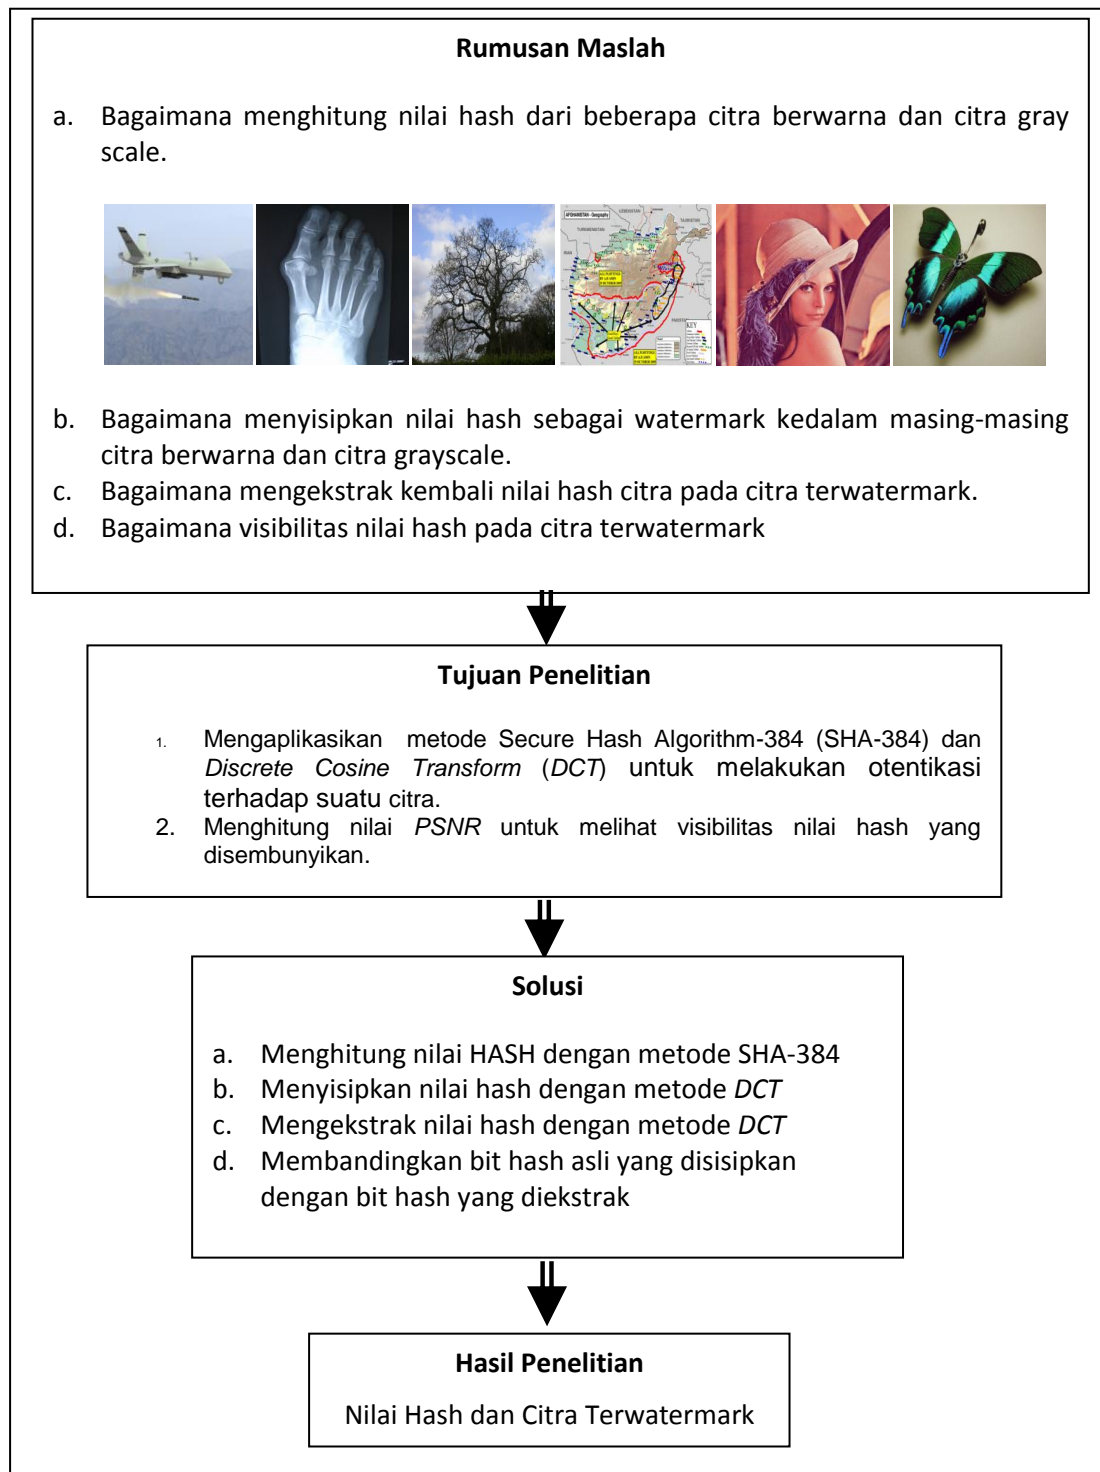 Rumusan Maslah
a. Bagaimana menghitung nilai hash dari beberapa citra berwarna dan citra gray
scale.
AFGHANISTAN - Geography
UZBEKISTAN
KEY
b. Bagaimana menyisipkan nilai hash sebagai watermark kedalam masing-masing
citra berwarna dan citra grayscale.
c. Bagaimana mengekstrak kembali nilai hash citra pada citra terwatermark.
d. Bagaimana visibilitas nilai hash pada citra terwatermark
Tujuan Penelitian
1. Mengaplikasikan metode Secure Hash Algorithm-384 (SHA-384) dan
Discrete Cosine Transform (DCT) untuk melakukan otentikasi
terhadap suatu citra.
2. Menghitung nilai PSNR untuk melihat visibilitas nilai hash yang
disembunyikan.
Solusi
a. Menghitung nilai HASH dengan metode SHA-384
b. Menyisipkan nilai hash dengan metode DCT
c. Mengekstrak nilai hash dengan metode DCT
d. Membandingkan bit hash asli yang disisipkan
dengan bit hash yang diekstrak
Hasil Penelitian
Nilai Hash dan Citra Terwatermark